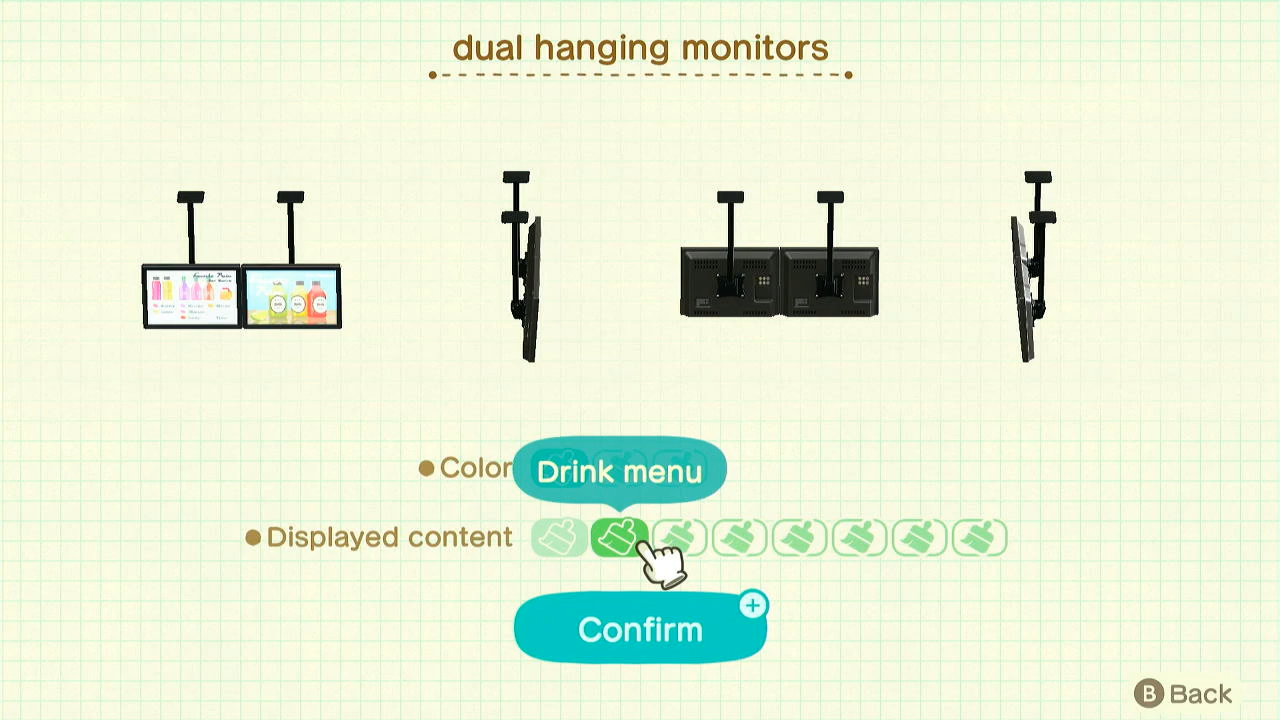 dual hanging monitors
Color
Drink menu
Displayed content
Confirm
B Back